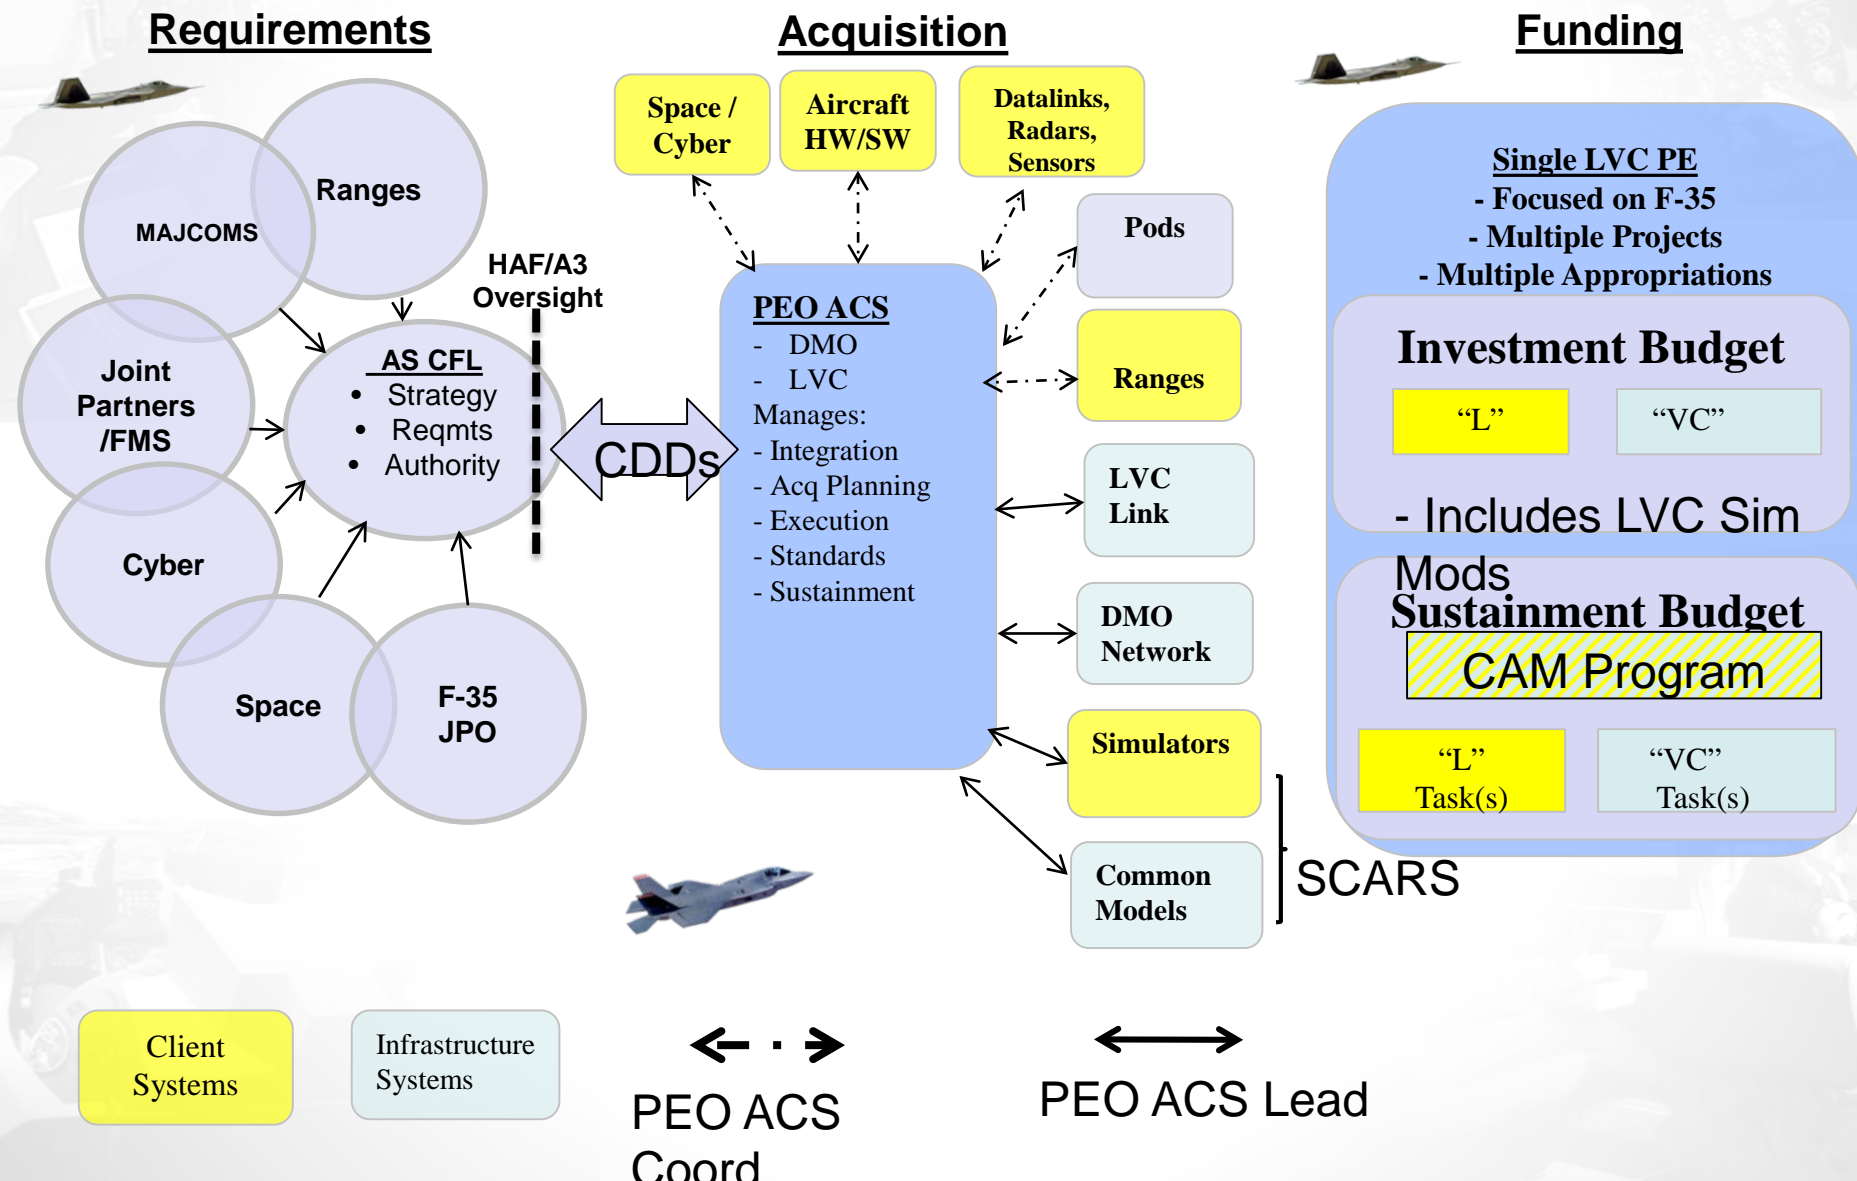 Requirements
Ranges
MAJCOMS
Joint
Partners
/FMS
Cyber
Space
F-35
JPO
AS CFL
• Strategy
• Reqmts
• Authority
HAF/A3
Oversight
CDDs
Acquisition
Space /
Cyber
Aircraft
HW/SW
Datalinks,
Radars,
Sensors
Pods
Ranges
LVC
Link
DMO
Network
Simulators
Common
Models
SCARS
PEO ACS
- DMO
- LVC
Manages:
- Integration
- Acq Planning
- Execution
- Standards
- Sustainment
Funding
Single LVC PE
- Focused on F-35
- Multiple Projects
- Multiple Appropriations
Investment Budget
“L”
“VC”
- Includes LVC Sim
Mods
Sustainment Budget
CAM Program
“L”
Task(s)
“VC”
Task(s)
Client
Systems
Infrastructure
Systems
PEO ACS
Coord
PEO ACS Lead